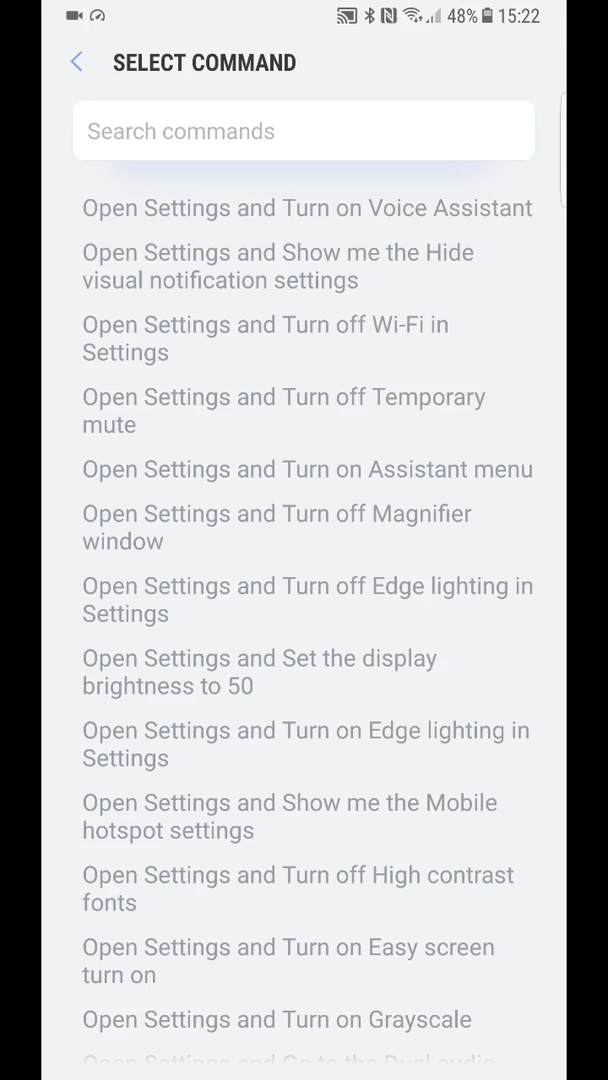 48% 15:22
SELECT COMMAND
Search commands
Open Settings and Turn on Voice Assistant
Open Settings and Show me the Hide
visual notification settings
Open Settings and Turn off Wi-Fi in
Settings
Open Settings and Turn off Temporary
mute
Open Settings and Turn on Assistant menu
Open Settings and Turn off Magnifier
window
Open Settings and Turn off Edge lighting in
Settings
Open Settings and Set the display
brightness to 50
Open Settings and Turn on Edge lighting in
Settings
Open Settings and Show me the Mobile
hotspot settings
Open Settings and Turn off High contrast
fonts
Open Settings and Turn on Easy screen
turn on
Open Settings and Turn on Grayscale
Open Settings and Go to the Dual audio